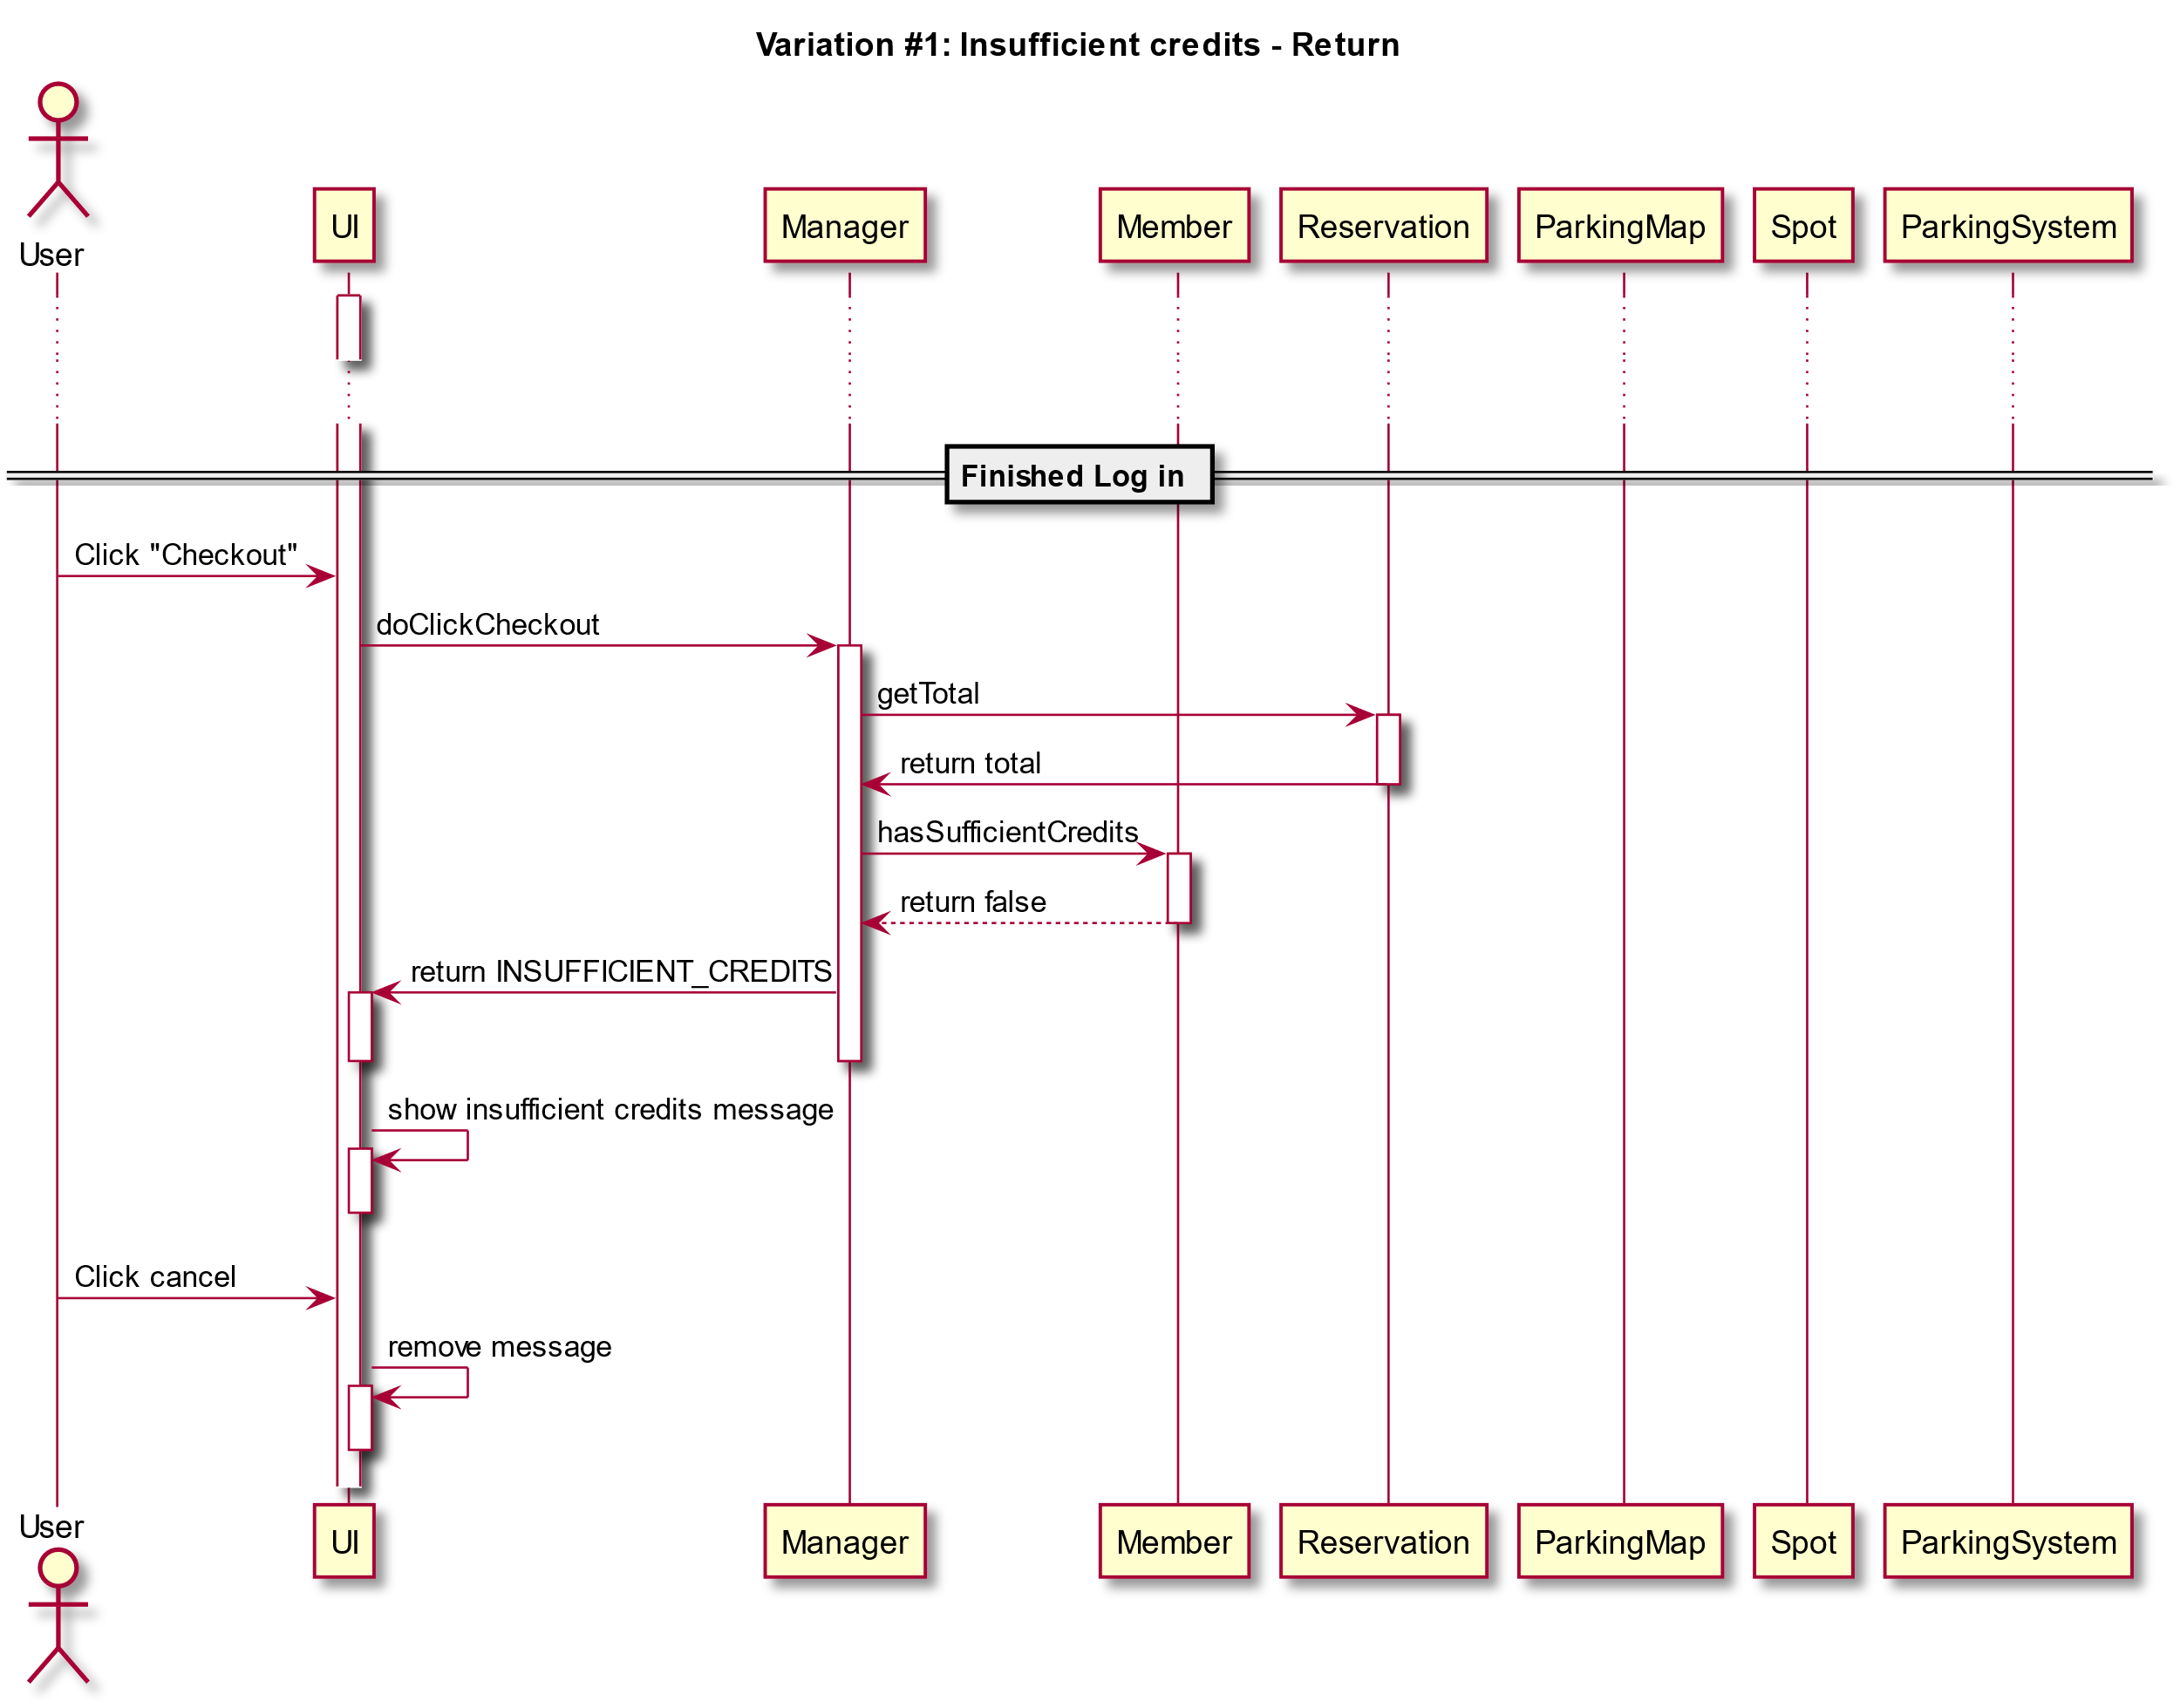 Variation #1: Insufficient credits - Return
User
UI
Manager
Member
Reservation
ParkingMap
Spot
ParkingSystem
Finished Log in
Click "Checkout"
doClickCheckout
getTotal
return total
hasSufficientCredits
return false
return INSUFFICIENT_CREDITS
show insufficient credits message
Click cancel
remove message
User
UI
Manager
Member
Reservation
ParkingMap
Spot
ParkingSystem